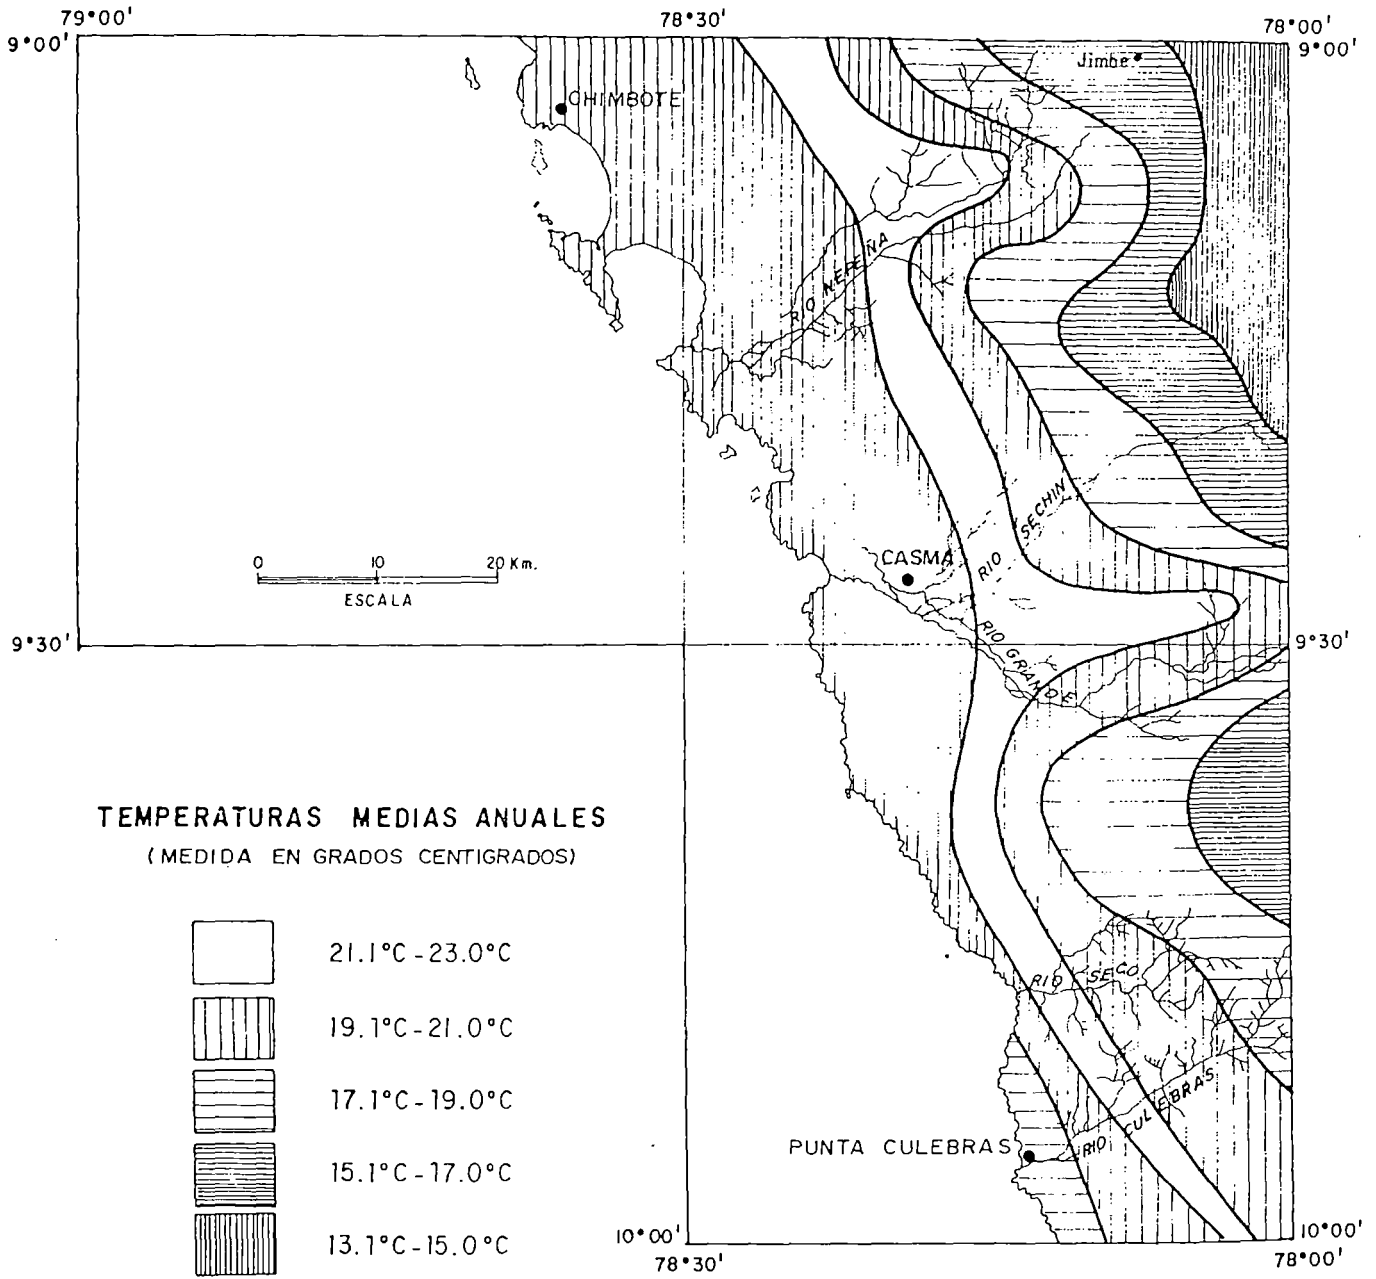 79°00'
78°30'
78°00'
9°00'
9°00'
Jimbe
CHIMBOTE
RIO NEPEÑA
RIO SECHIN
CASMA
0 10 20 Km.
ESCALA
RIO GRANDE
9°30'
9°30'
TEMPERATURAS MEDIAS ANUALES
(MEDIDA EN GRADOS CENTIGRADOS)
21.1°C-23.0°C
19.1°C-21.0°C
17.1°C-19.0°C
15.1°C-17.0°C
13.1°C-15.0°C
RIO SECO
RIO CULEBRAS
PUNTA CULEBRAS
10°00'
10°00'
78°30'
78°00'